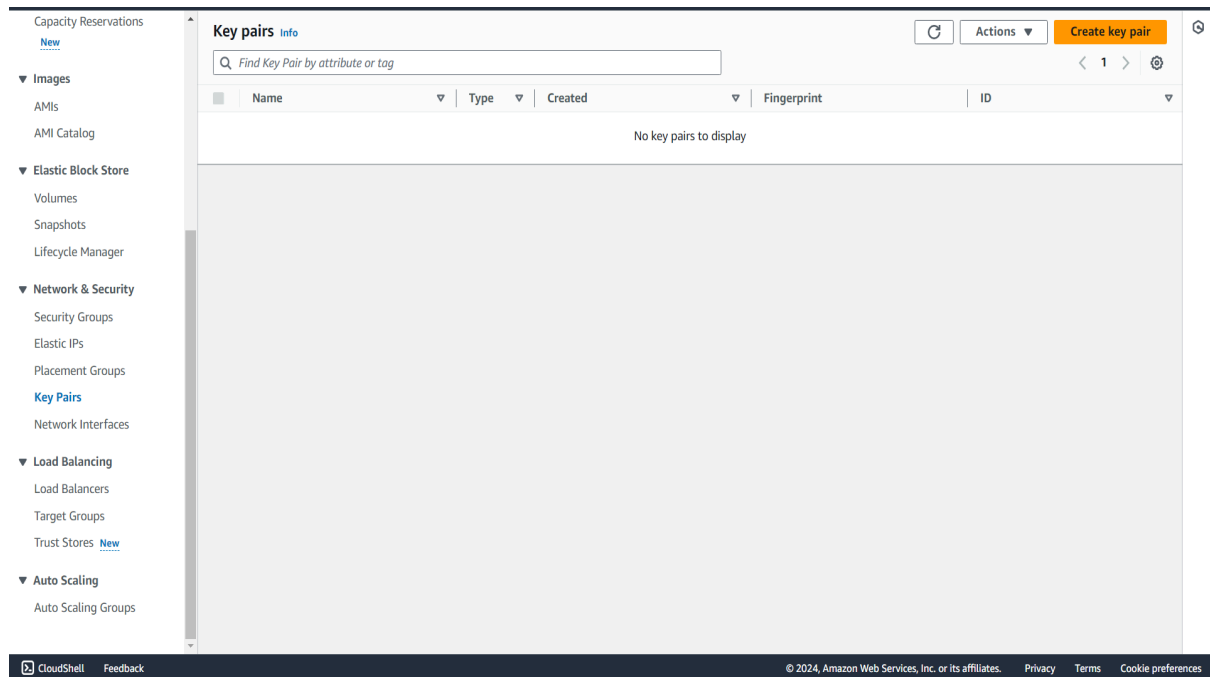 Capacity Reservations
New
Images
AMIs
AMI Catalog
Elastic Block Store
Volumes
Snapshots
Lifecycle Manager
Network & Security
Security Groups
Elastic IPs
Placement Groups
Key Pairs
Network Interfaces
Load Balancing
Load Balancers
Target Groups
Trust Stores New
Auto Scaling
Auto Scaling Groups
Key pairs Info
Actions
Create key pair
Find Key Pair by attribute or tag
1
Name Type Created Fingerprint ID
No key pairs to display
CloudShell Feedback © 2024, Amazon Web Services, Inc. or its affiliates. Privacy Terms Cookie preferences